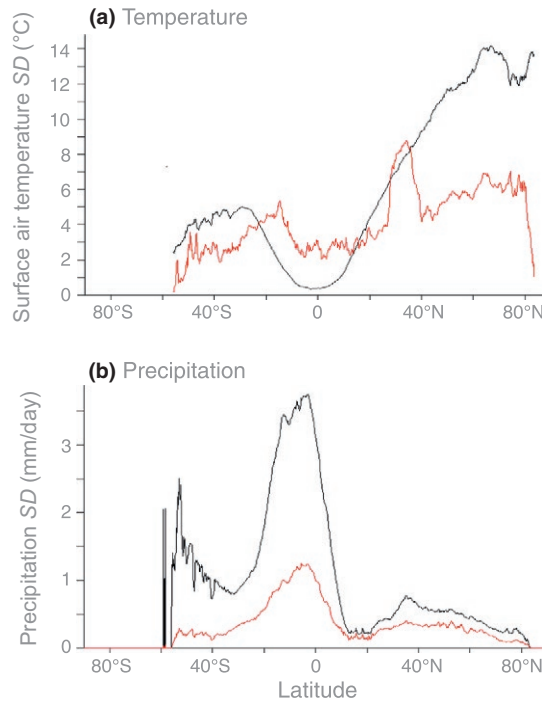 (a) Temperature
Surface air temperature SD (°C)
14
12
10
8
6
4
2
0
80°S
40°S
0
40°N
80°N
(b) Precipitation
Precipitation SD (mm/day)
3
2
1
0
80°S
40°S
0
40°N
80°N
Latitude